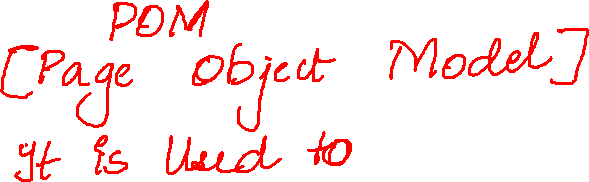 POM
[Page Object Model]
It is Used to